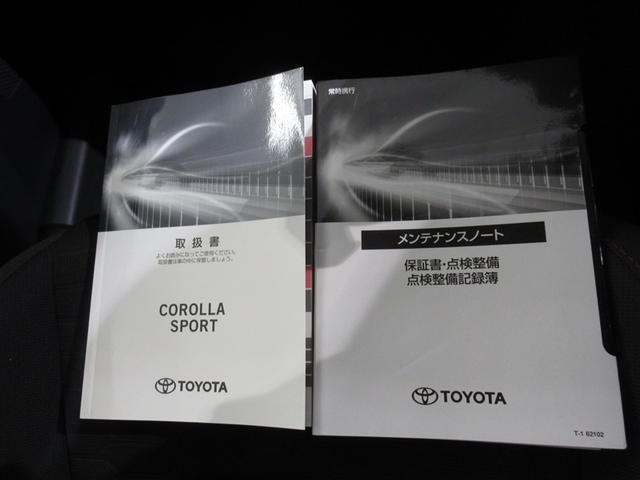 取扱書
よくお読みになってご使用ください。
取扱書は車の中に保管しましょう。
COROLLA
SPORT
TOYOTA
常時携行
メンテナンスノート
保証書・点検整備
点検整備記録簿
TOYOTA
T-1 62102